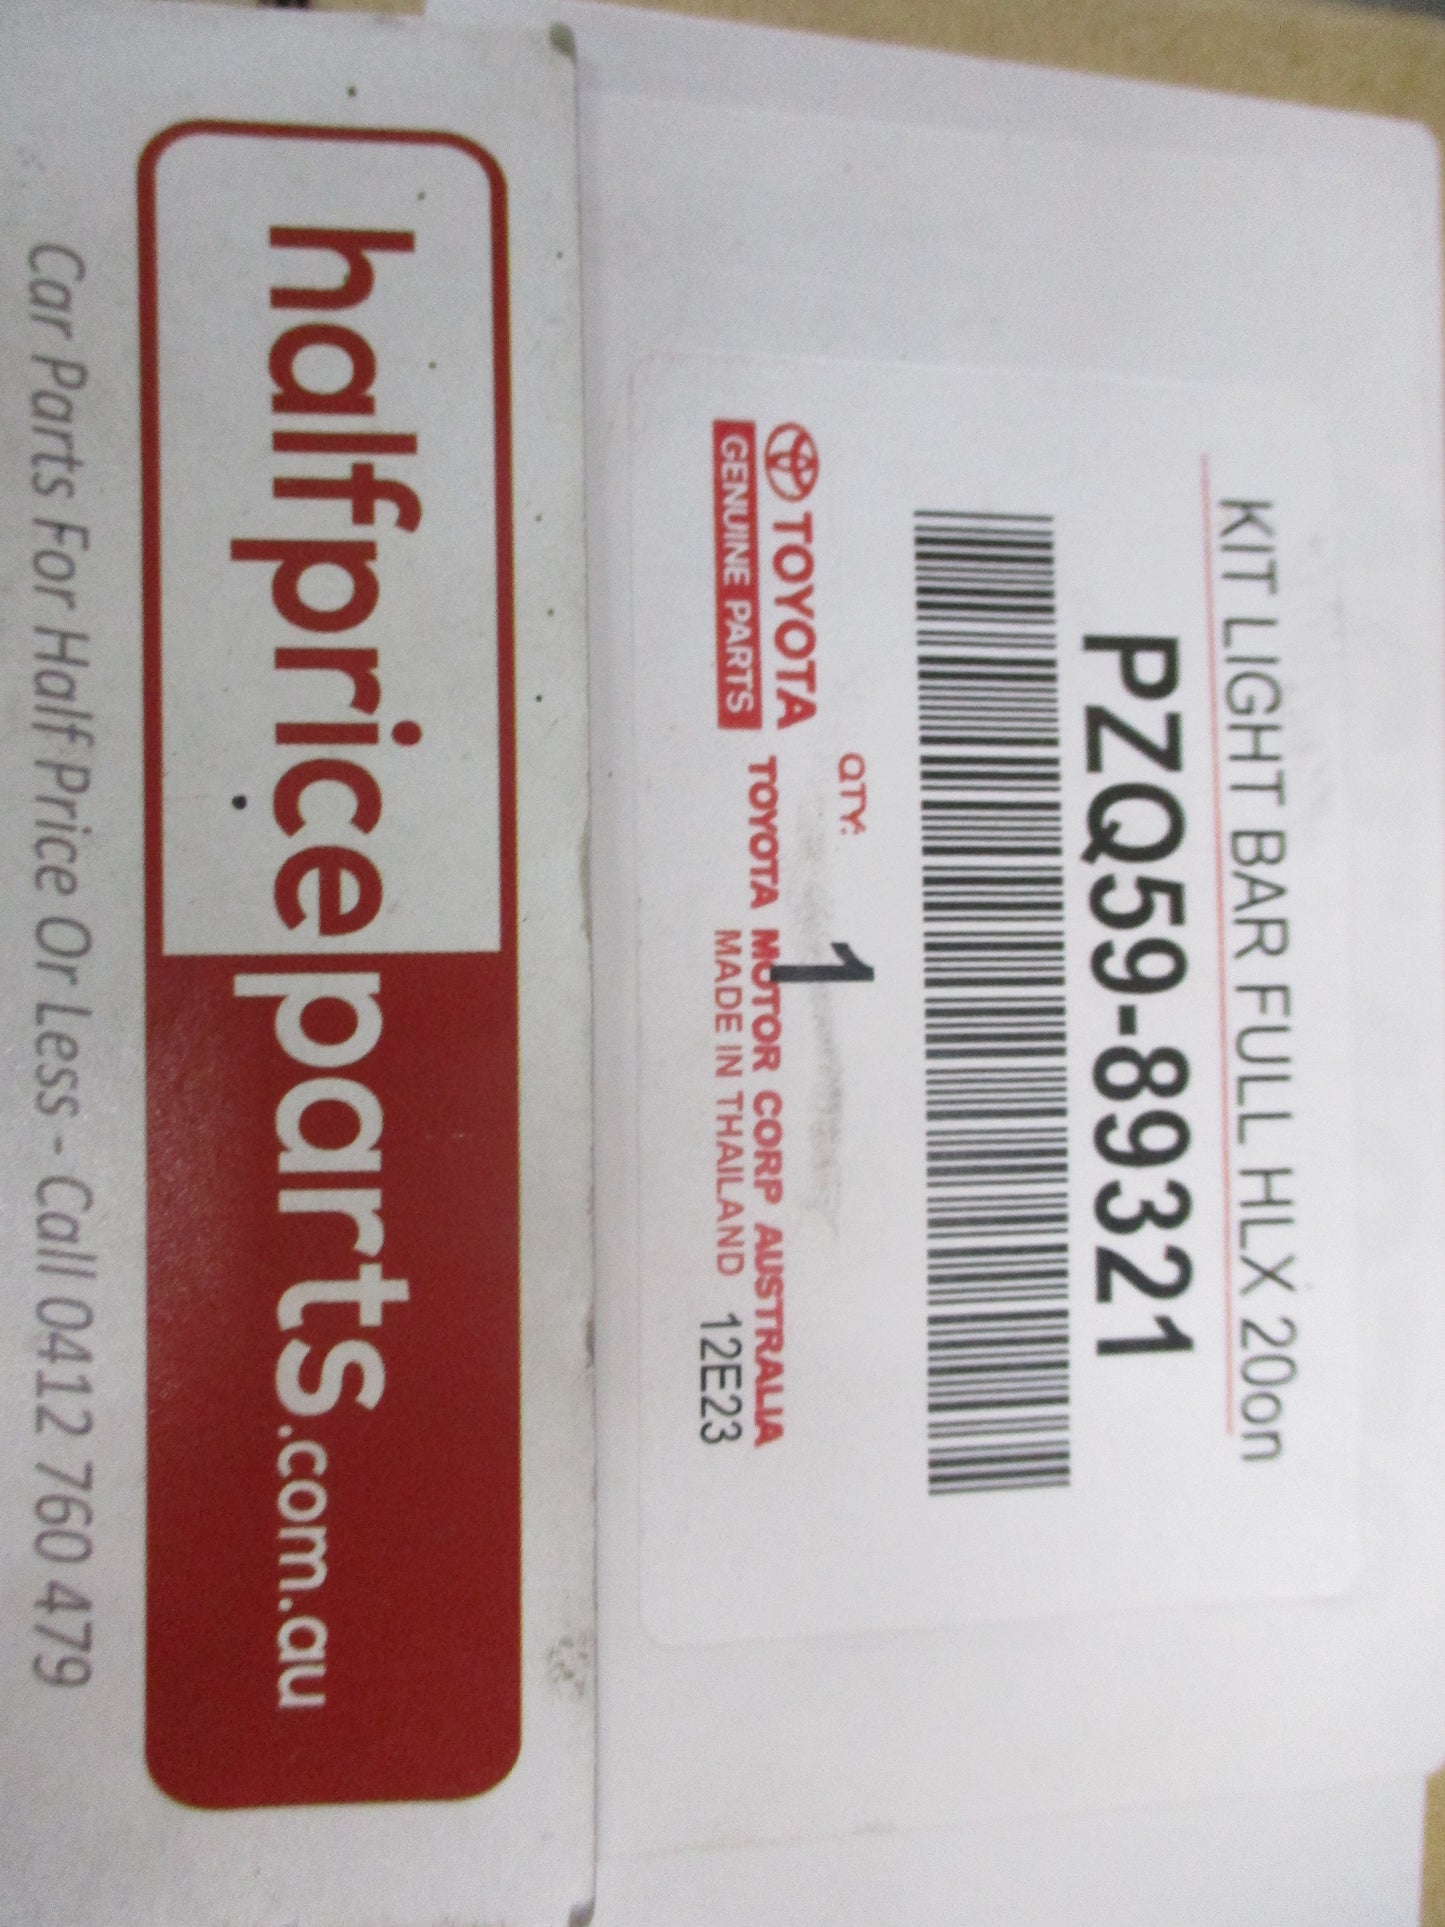 KIT LIGHT BAR FULL HLX 20on
PZQ59-89321
QTY: 1
TOYOTA
GENUINE PARTS
TOYOTA MOTOR CORP AUSTRALIA
MADE IN THAILAND 12E23
halfpriceparts.com.au
Car Parts For Half Price Or Less - Call 0412 760 479